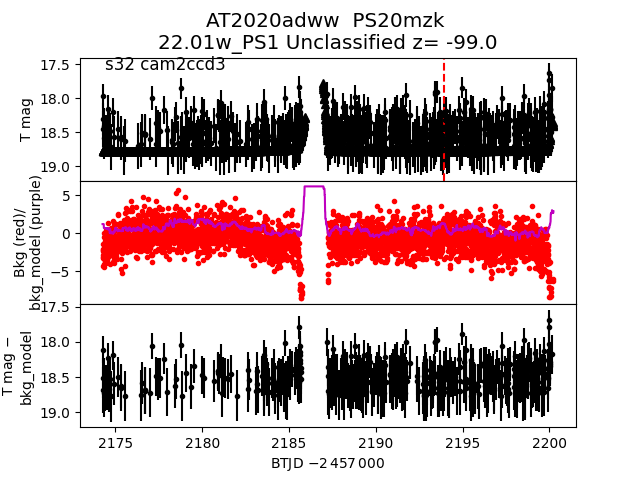 AT2020adww  PS20mzk
22.01w_PS1 Unclassified z= -99.0
s32 cam2ccd3
T mag
17.5
18.0
18.5
19.0
Bkg (red)/
bkg_model (purple)
5
0
−5
T mag −
bkg_model
17.5
18.0
18.5
19.0
2175
2180
2185
2190
2195
2200
BTJD −2 457 000